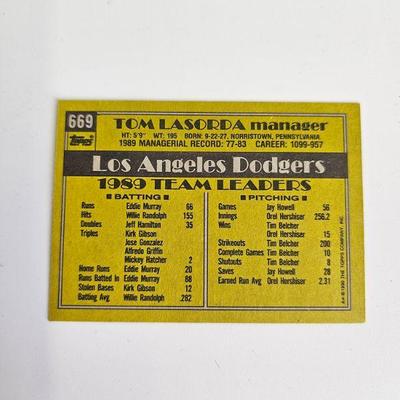 669
Topps
TOM LASORDA manager
HT: 5'9" WT: 195 BORN: 9-22-27, NORRISTOWN, PENNSYLVANIA
1989 MANAGERIAL RECORD: 77-83 CAREER: 1099-957
Los Angeles Dodgers
1989 TEAM LEADERS
BATTING
Runs Eddie Murray 66
Hits Willie Randolph 155
Doubles Jeff Hamilton 35
Triples Kirk Gibson
Jose Gonzalez
Alfredo Griffin
Mickey Hatcher 2
Home Runs Eddie Murray 20
Runs Batted In Eddie Murray 88
Stolen Bases Kirk Gibson 12
Batting Avg Willie Randolph .282
PITCHING
Games Jay Howell 56
Innings Orel Hershiser 256.2
Wins Tim Belcher
Orel Hershiser 15
Strikeouts Tim Belcher 200
Complete Games Tim Belcher 10
Shutouts Tim Belcher 8
Saves Jay Howell 28
Earned Run Avg Orel Hershiser 2.31
A* © 1990 THE TOPPS COMPANY, INC.